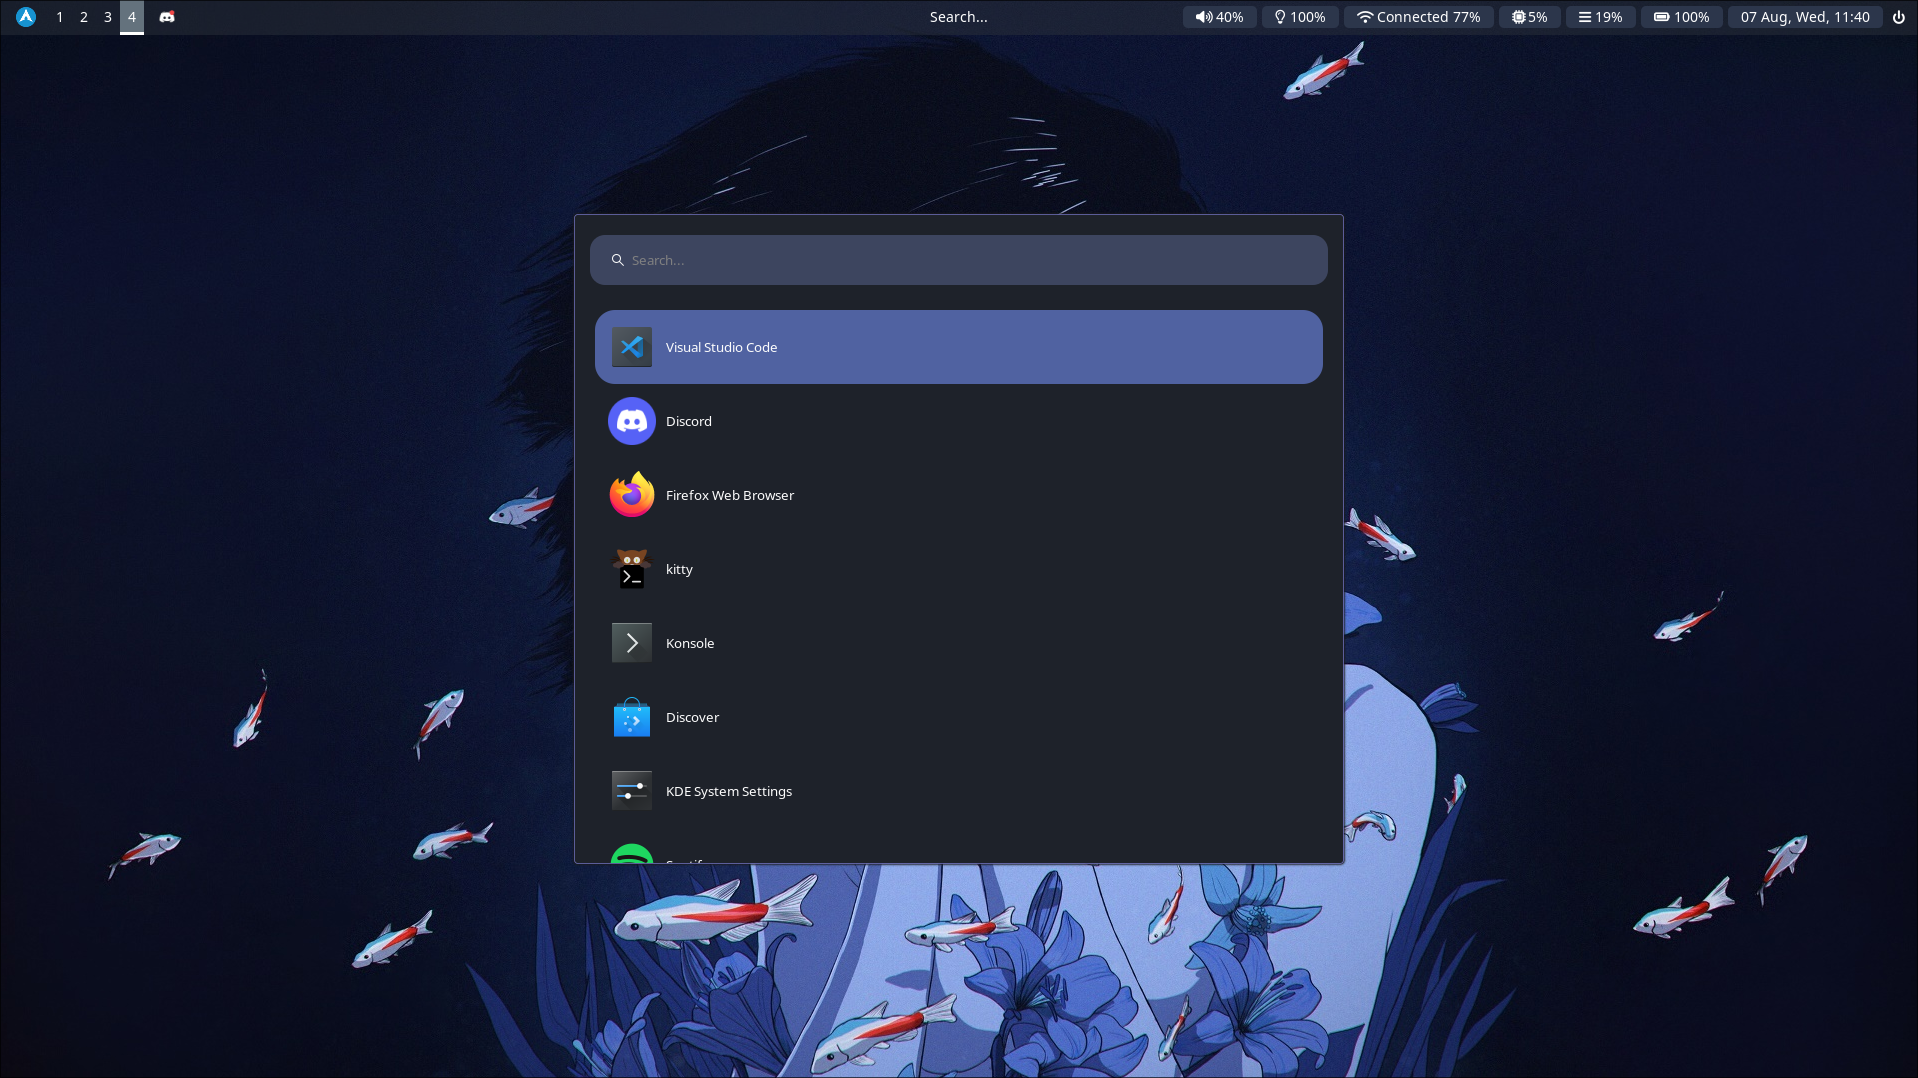 1 2 3 4 Search... 40% 100% Connected 77% 5% 19% 100% 07 Aug, Wed, 11:40
Search...
Visual Studio Code
Discord
Firefox Web Browser
kitty
Konsole
Discover
KDE System Settings